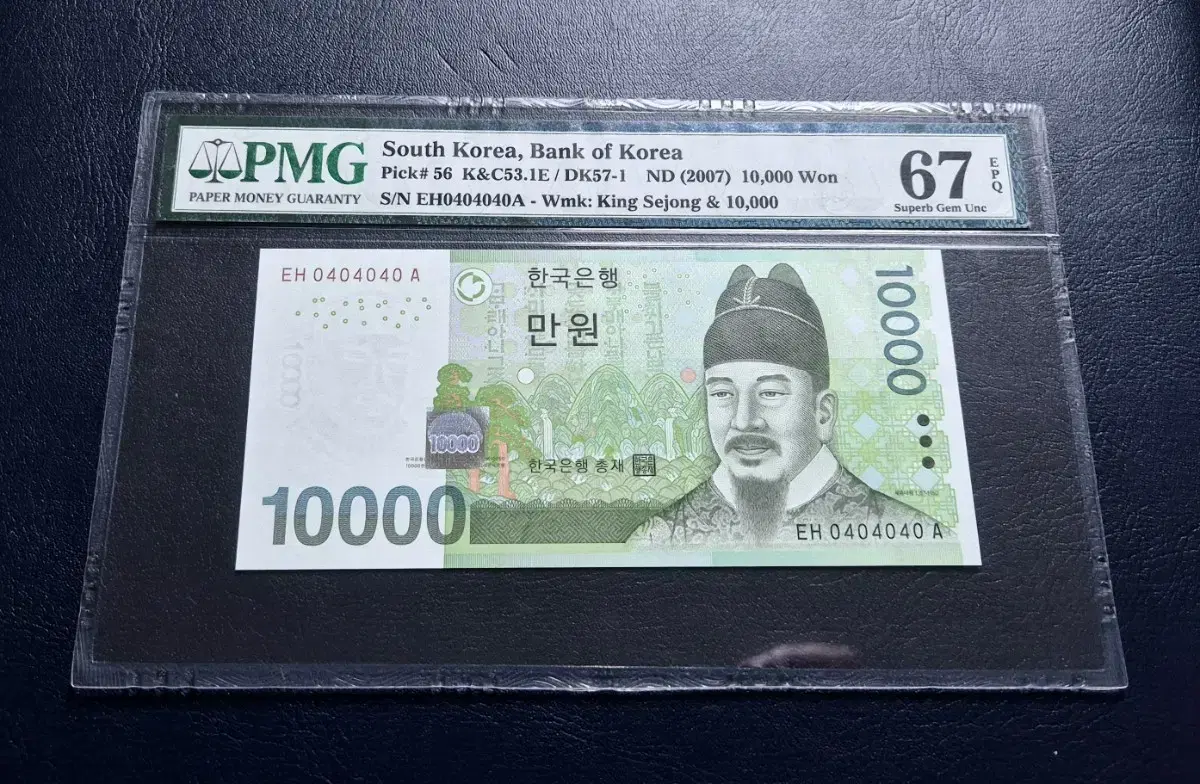 PMG
PAPER MONEY GUARANTY
South Korea, Bank of Korea
Pick# 56 K&C53.1E / DK57-1 ND (2007) 10,000 Won
S/N EH0404040A - Wmk: King Sejong & 10,000
67
EPQ
Superb Gem Unc
EH 0404040 A
한국은행
만원
10000
10000
한국은행 총재
10000
EH 0404040 A